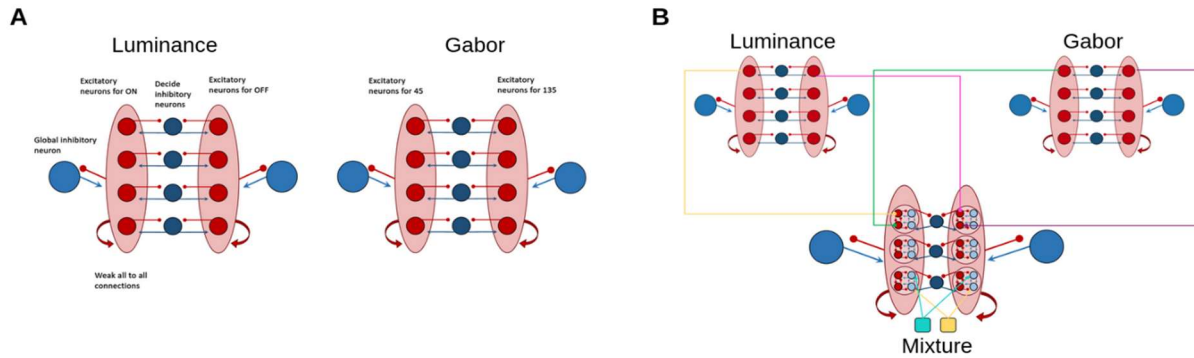 A
Luminance
Gabor
Excitatory
neurons for ON
Decide
inhibitory
neurons
Excitatory
neurons for OFF
Excitatory
neurons for 45
Excitatory
neurons for 135
Global inhibitory
neuron
Weak all to all
connections
B
Luminance
Gabor
Mixture